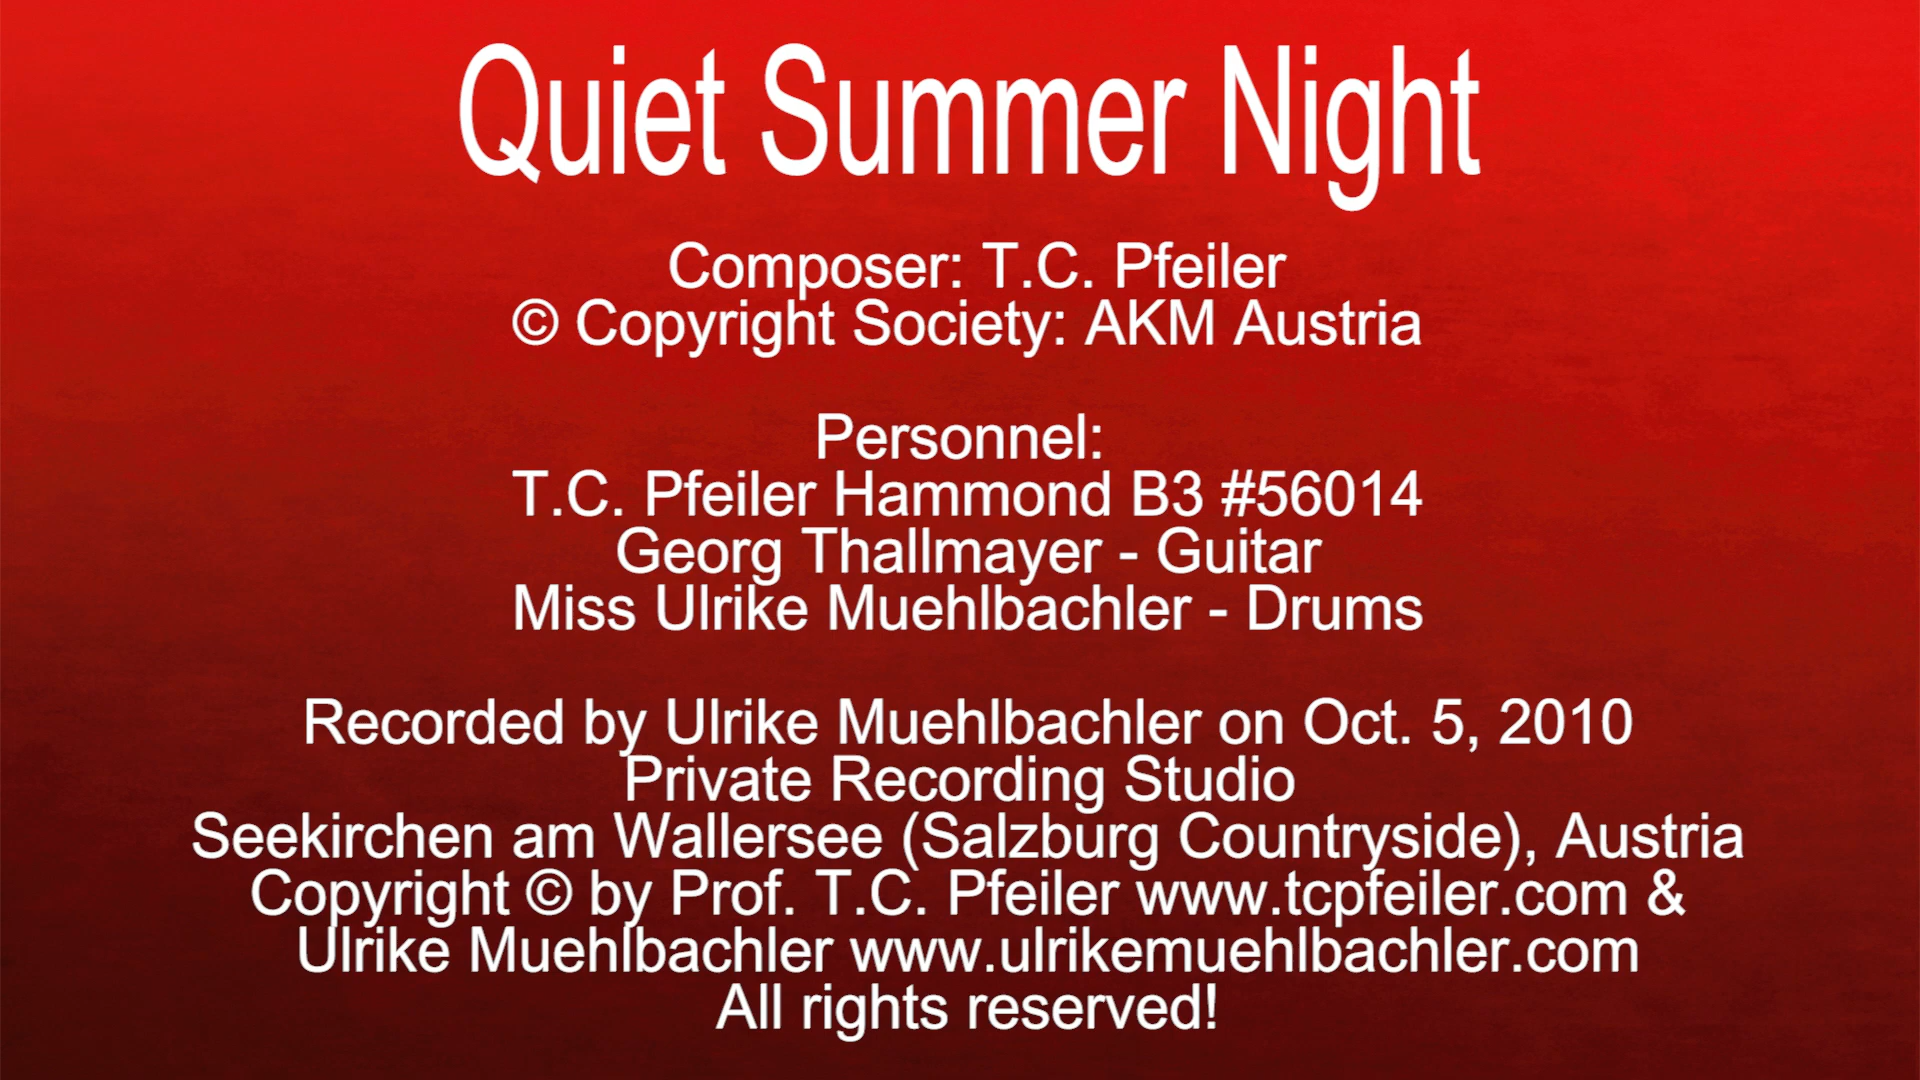 Quiet Summer Night
Composer: T.C. Pfeiler
© Copyright Society: AKM Austria
Personnel:
T.C. Pfeiler Hammond B3 #56014
Georg Thallmayer - Guitar
Miss Ulrike Muehlbachler - Drums
Recorded by Ulrike Muehlbachler on Oct. 5, 2010
Private Recording Studio
Seekirchen am Wallersee (Salzburg Countryside), Austria
Copyright © by Prof. T.C. Pfeiler www.tcpfeiler.com &
Ulrike Muehlbachler www.ulrikemuehlbachler.com
All rights reserved!